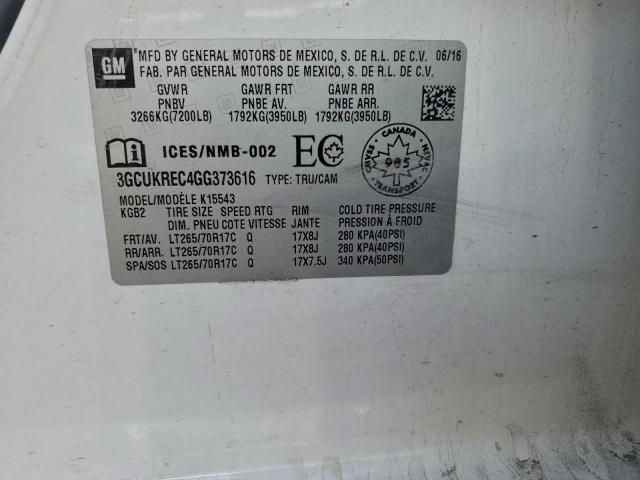 GM
*MFD BY GENERAL MOTORS DE MEXICO, S. DE R.L. DE C.V. 06/16
FAB. PAR GENERAL MOTORS DE MEXICO, S. DE R.L. DE C.V.
GVWR GAWR FRT GAWR RR
PNBV PNBE AV. PNBE ARR.
3266KG(7200LB) 1792KG(3950LB) 1792KG(3950LB)
ICES/NMB-002 EC
CANADA
CMVSS NSVAC
985
TRANSPORT
3GCUKREC4GG373616 TYPE: TRU/CAM
MODEL/MODÈLE K15543
KGB2 TIRE SIZE SPEED RTG RIM COLD TIRE PRESSURE
DIM. PNEU COTE VITESSE JANTE PRESSION À FROID
FRT/AV. LT265/70R17C Q 17X8J 280 KPA(40PSI)
RR/ARR. LT265/70R17C Q 17X8J 280 KPA(40PSI)
SPA/SOS LT265/70R17C Q 17X7.5J 340 KPA(50PSI)